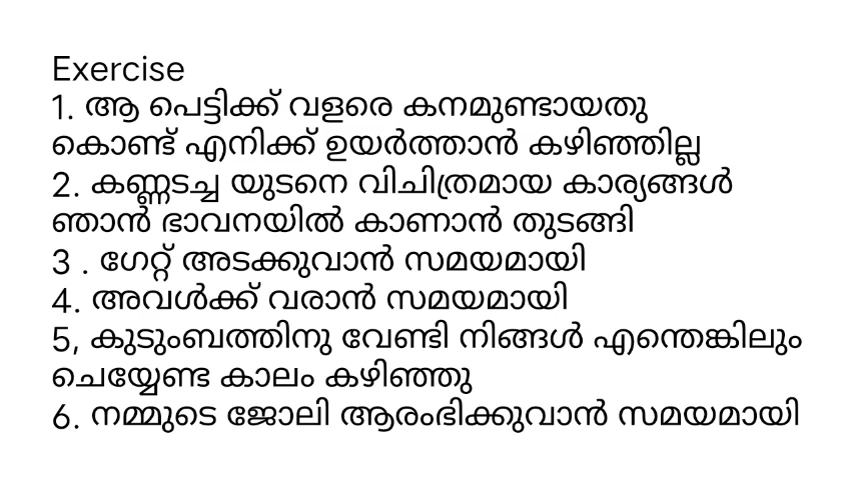 Exercise
1. ആ പെട്ടിക്ക് വളരെ കനമുണ്ടായതു
കൊണ്ട് എനിക്ക് ഉയർത്താൻ കഴിഞ്ഞില്ല
2. കണ്ണടച്ച യുടനെ വിചിത്രമായ കാര്യങ്ങൾ
ഞാൻ ഭാവനയിൽ കാണാൻ തുടങ്ങി
3 . ഗേറ്റ് അടക്കുവാൻ സമയമായി
4. അവൾക്ക് വരാൻ സമയമായി
5, കുടുംബത്തിനു വേണ്ടി നിങ്ങൾ എന്തെങ്കിലും
ചെയ്യേണ്ട കാലം കഴിഞ്ഞു
6. നമ്മുടെ ജോലി ആരംഭിക്കുവാൻ സമയമായി